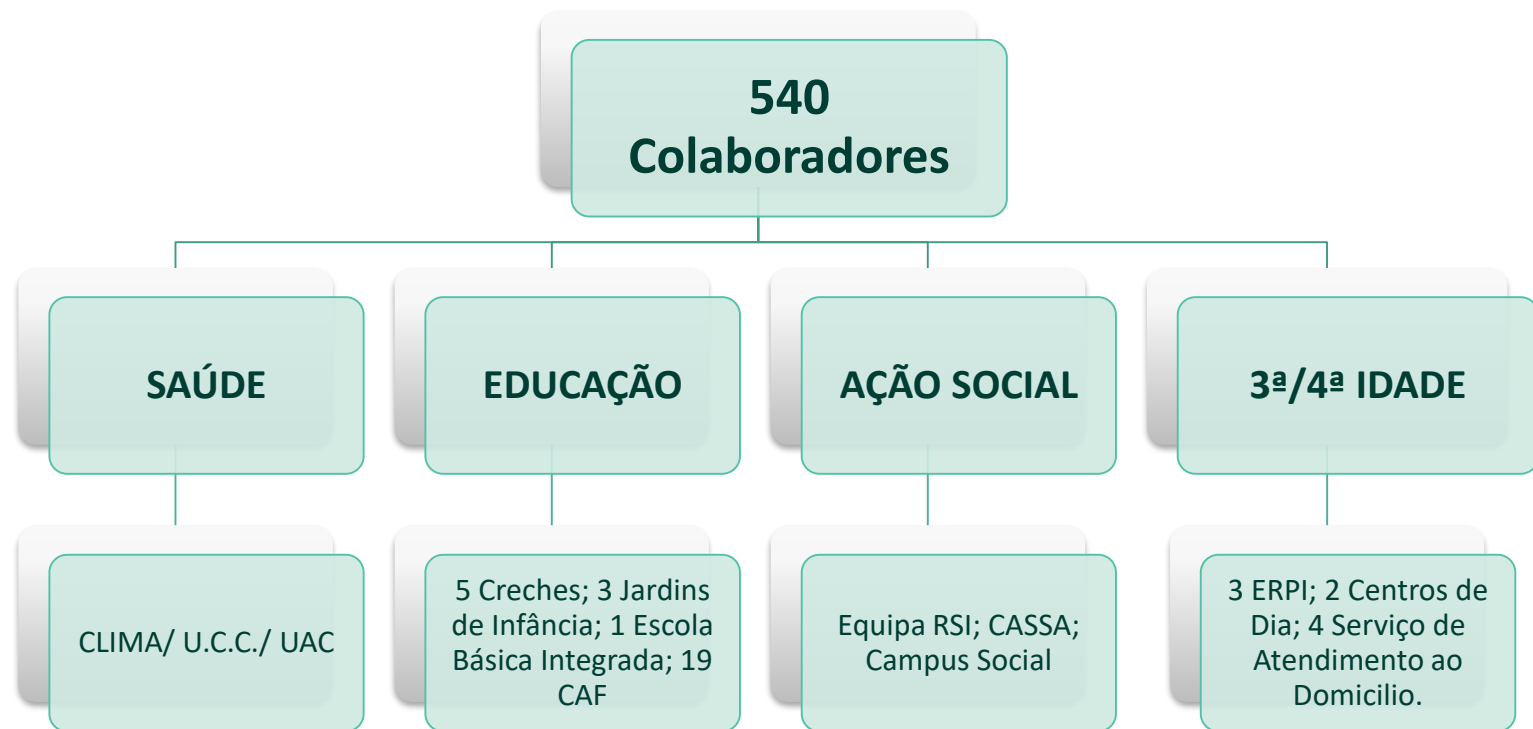 540
Colaboradores
SAÚDE
EDUCAÇÃO
AÇÃO SOCIAL
3ª/4ª IDADE
CLIMA/ U.C.C./ UAC
5 Creches; 3 Jardins
de Infância; 1 Escola
Básica Integrada; 19
CAF
Equipa RSI; CASSA;
Campus Social
3 ERPI; 2 Centros de
Dia; 4 Serviço de
Atendimento ao
Domicilio.